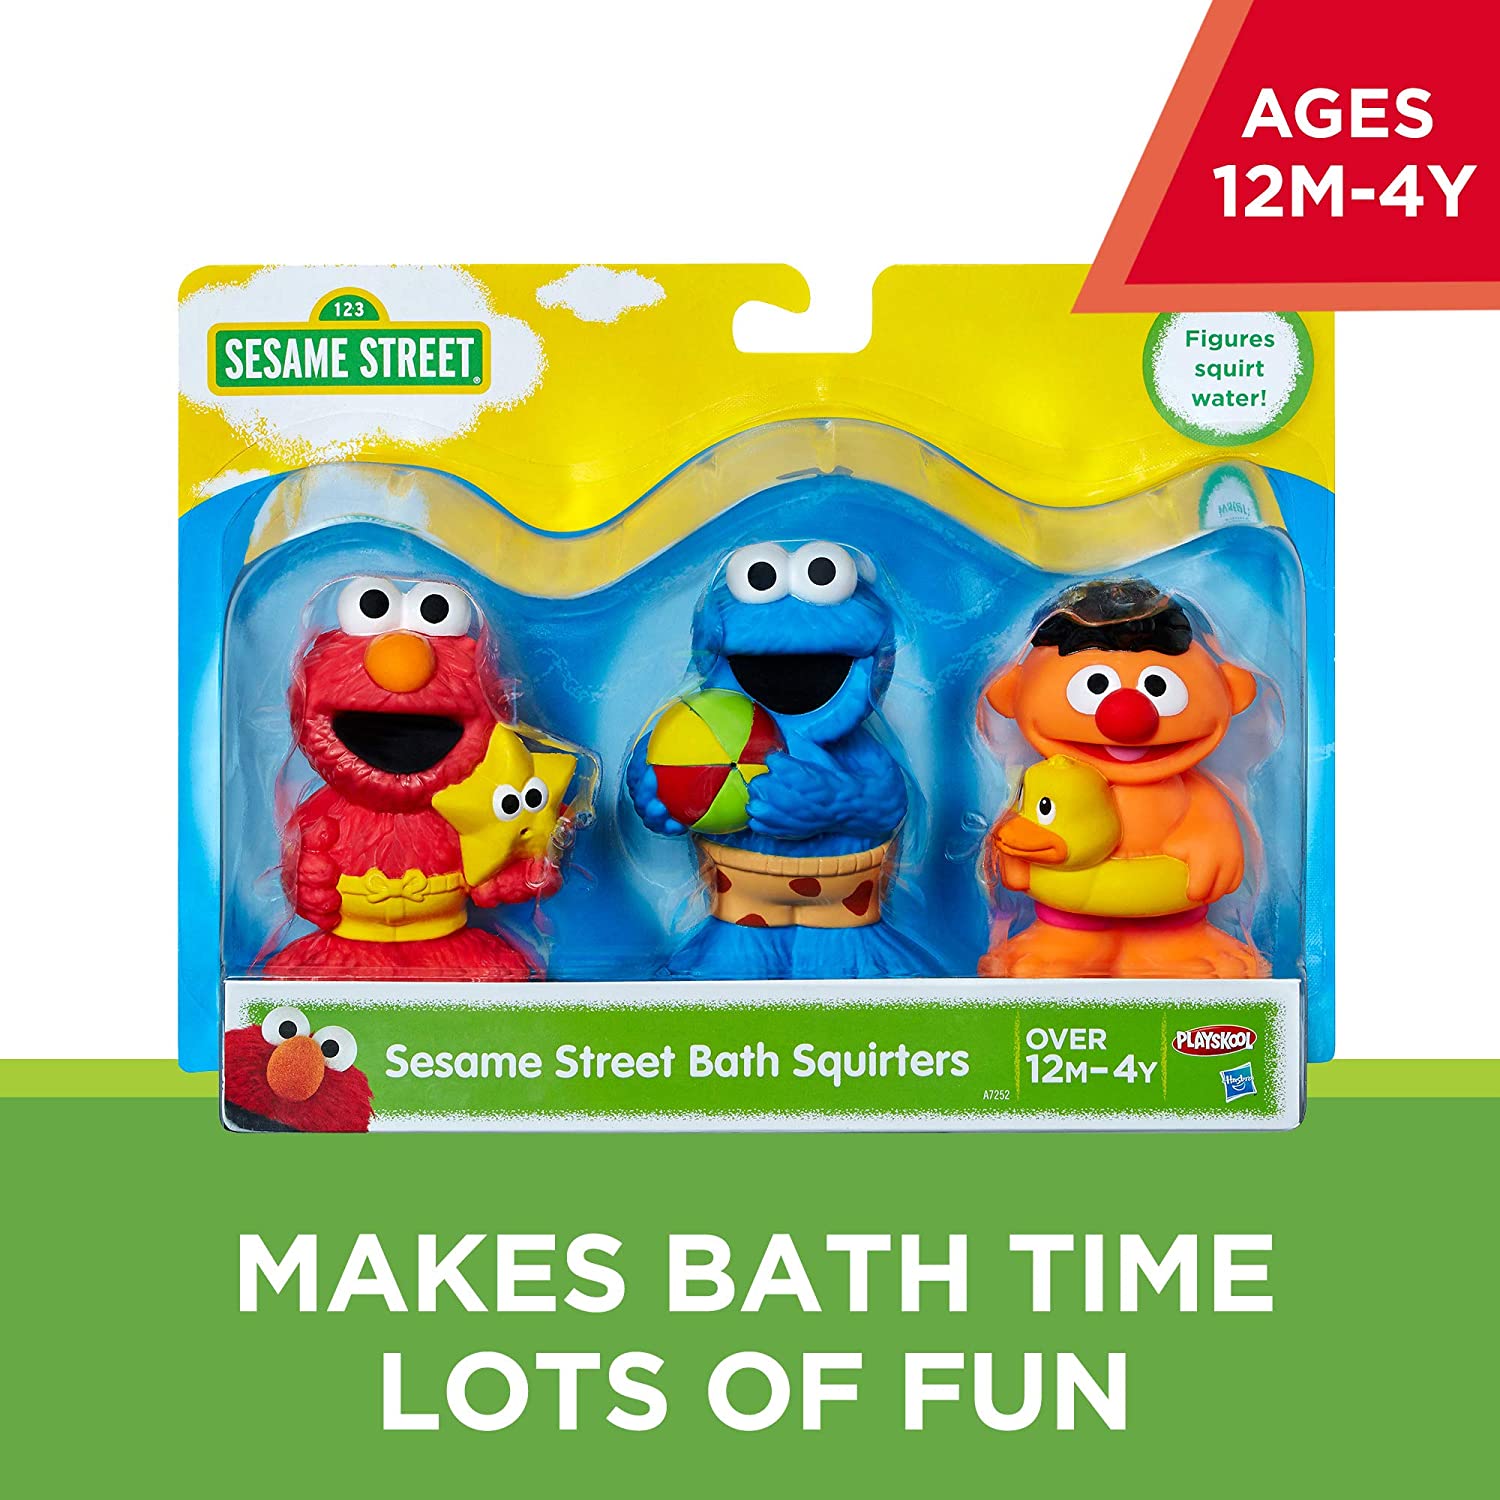 AGES
12M-4Y
123
SESAME STREET
Figures
squirt
water!
Sesame Street Bath Squirters
OVER
12M-4Y
A7252
PLAYSKOOL
Hasbro
MAKES BATH TIME
LOTS OF FUN